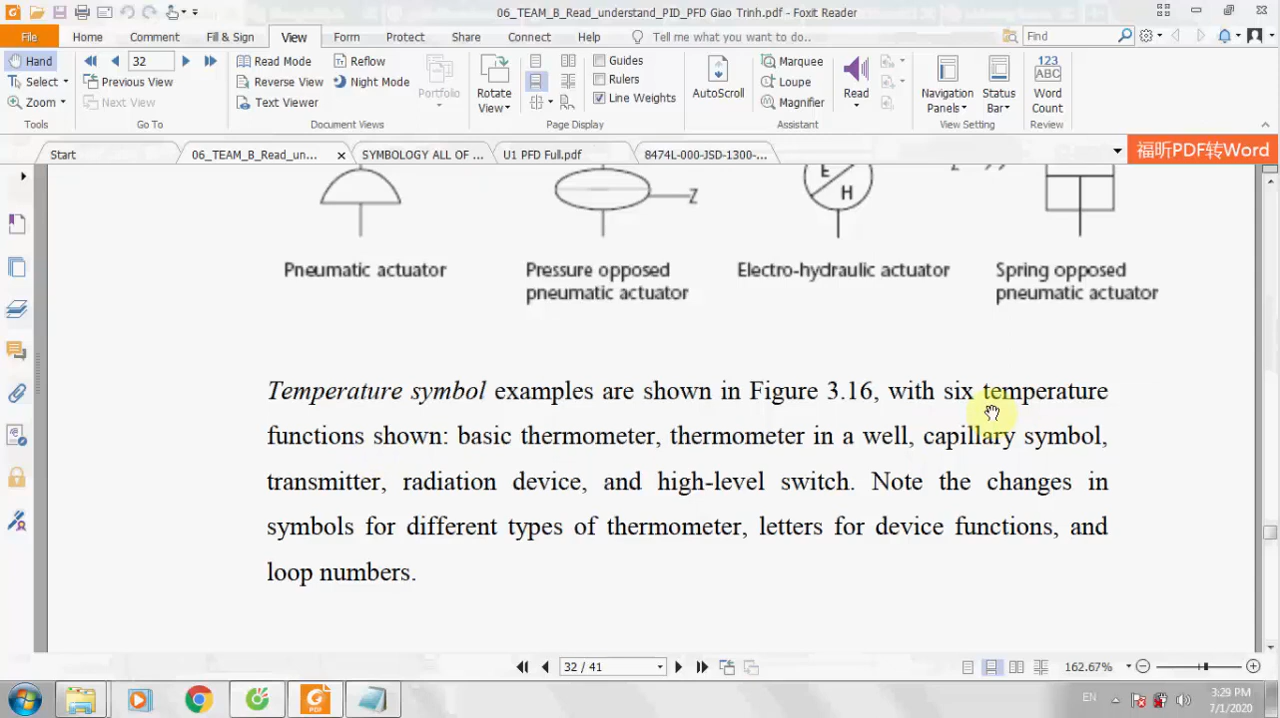 06_TEAM_B_Read_understand_PID_PFD Giao Trinh.pdf - Foxit Reader
File Home Comment Fill & Sign View Form Protect Share Connect Help Tell me what you want to do... Find
Hand 32 Read Mode Reflow Guides Marquee
Select Previous View Reverse View Night Mode Rulers Loupe
Zoom Next View Text Viewer Portfolio Rotate View Line Weights AutoScroll Magnifier Read Navigation Panels Status Bar 123 ABC Word Count
Tools Go To Document Views Page Display Assistant View Setting Review
Start 06_TEAM_B_Read_un... SYMBOLOGY ALL OF ... U1 PFD Full.pdf 8474L-000-JSD-1300-... 福昕PDF转Word
E
H
Z
Z
Pneumatic actuator
Pressure opposed
pneumatic actuator
Electro-hydraulic actuator
Spring opposed
pneumatic actuator
Temperature symbol examples are shown in Figure 3.16, with six temperature
functions shown: basic thermometer, thermometer in a well, capillary symbol,
transmitter, radiation device, and high-level switch. Note the changes in
symbols for different types of thermometer, letters for device functions, and
loop numbers.
32 / 41 162.67%
EN 3:29 PM
7/1/2020